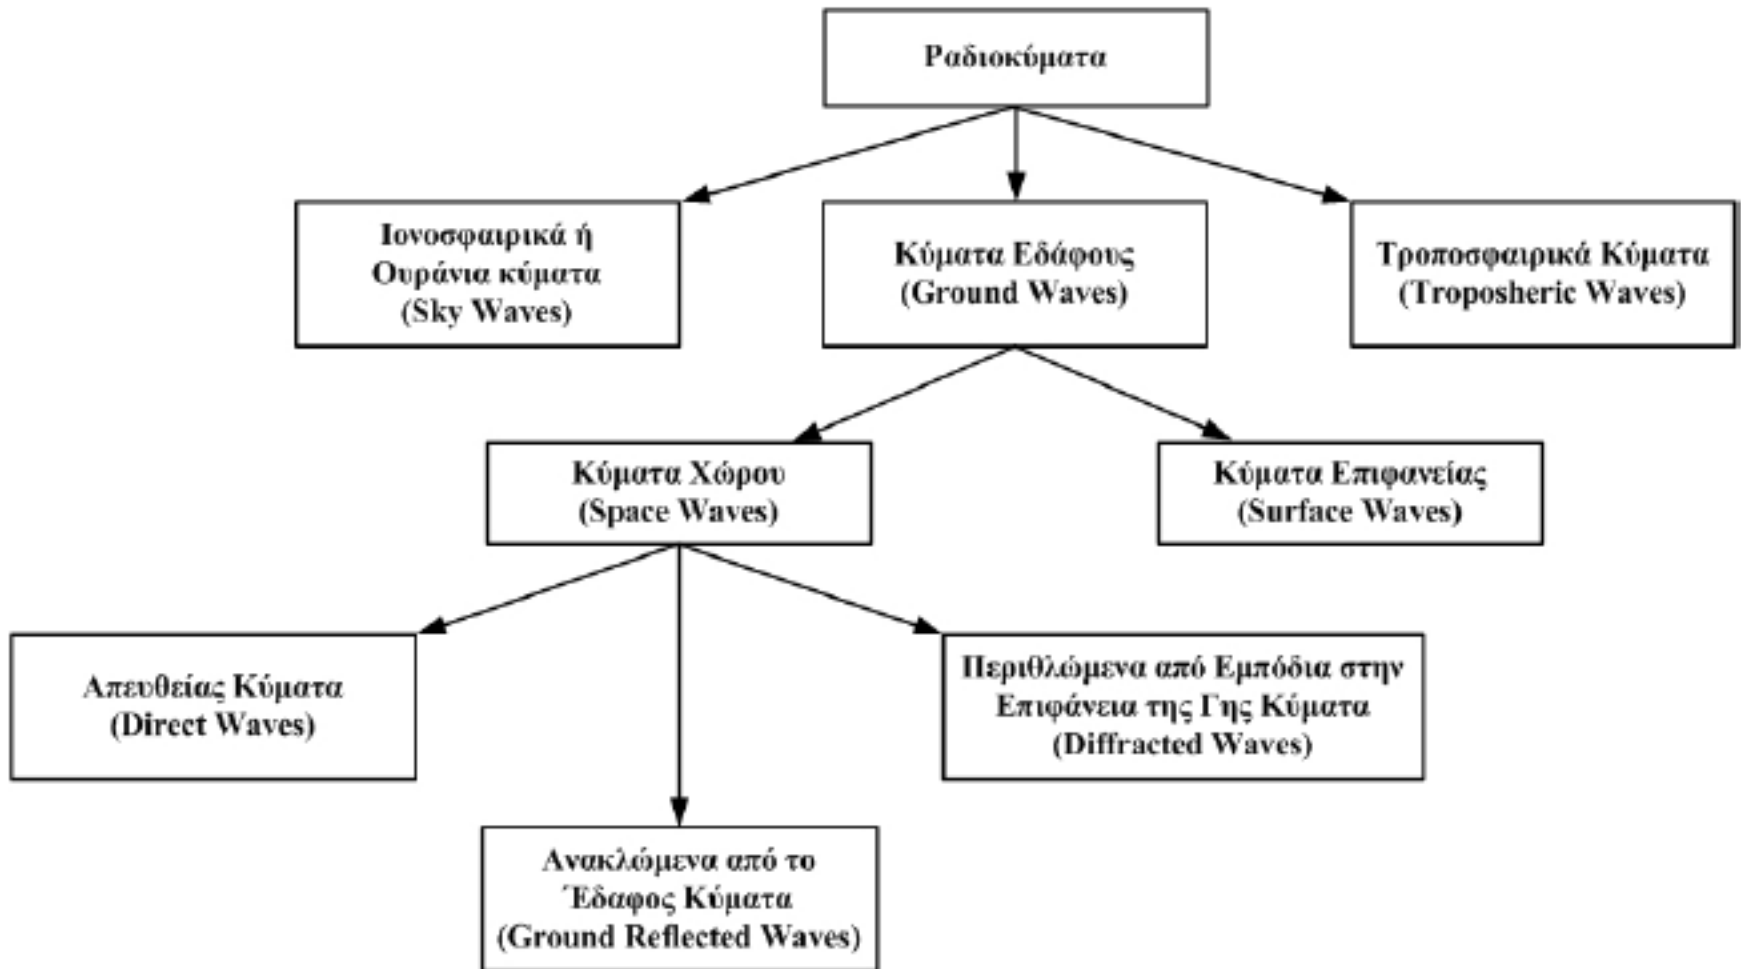 Ραδιοκύματα
Ιονοσφαιρικά ή
Ουράνια κύματα
(Sky Waves)
Κύματα Εδάφους
(Ground Waves)
Τροποσφαιρικά Κύματα
(Troposheric Waves)
Κύματα Χώρου
(Space Waves)
Κύματα Επιφανείας
(Surface Waves)
Απευθείας Κύματα
(Direct Waves)
Περιθλώμενα από Εμπόδια στην
Επιφάνεια της Γης Κύματα
(Diffracted Waves)
Ανακλώμενα από το
Έδαφος Κύματα
(Ground Reflected Waves)